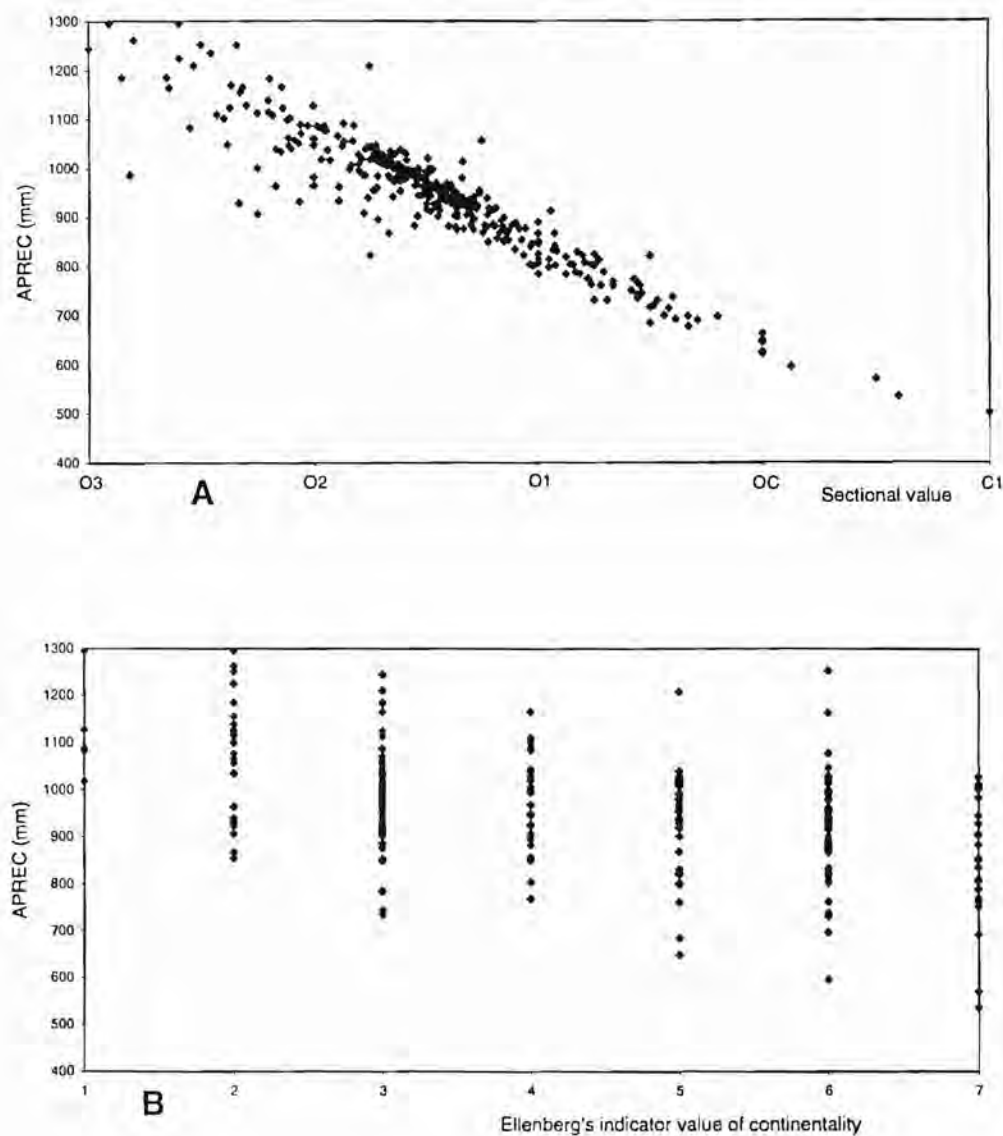 1300
1200
1100
1000
900
800
700
600
500
400
APREC (mm)
O3 O2 O1 OC C1
A
Sectional value
1300
1200
1100
1000
900
800
700
600
500
400
APREC (mm)
1 2 3 4 5 6 7
B
Ellenberg's indicator value of continentality